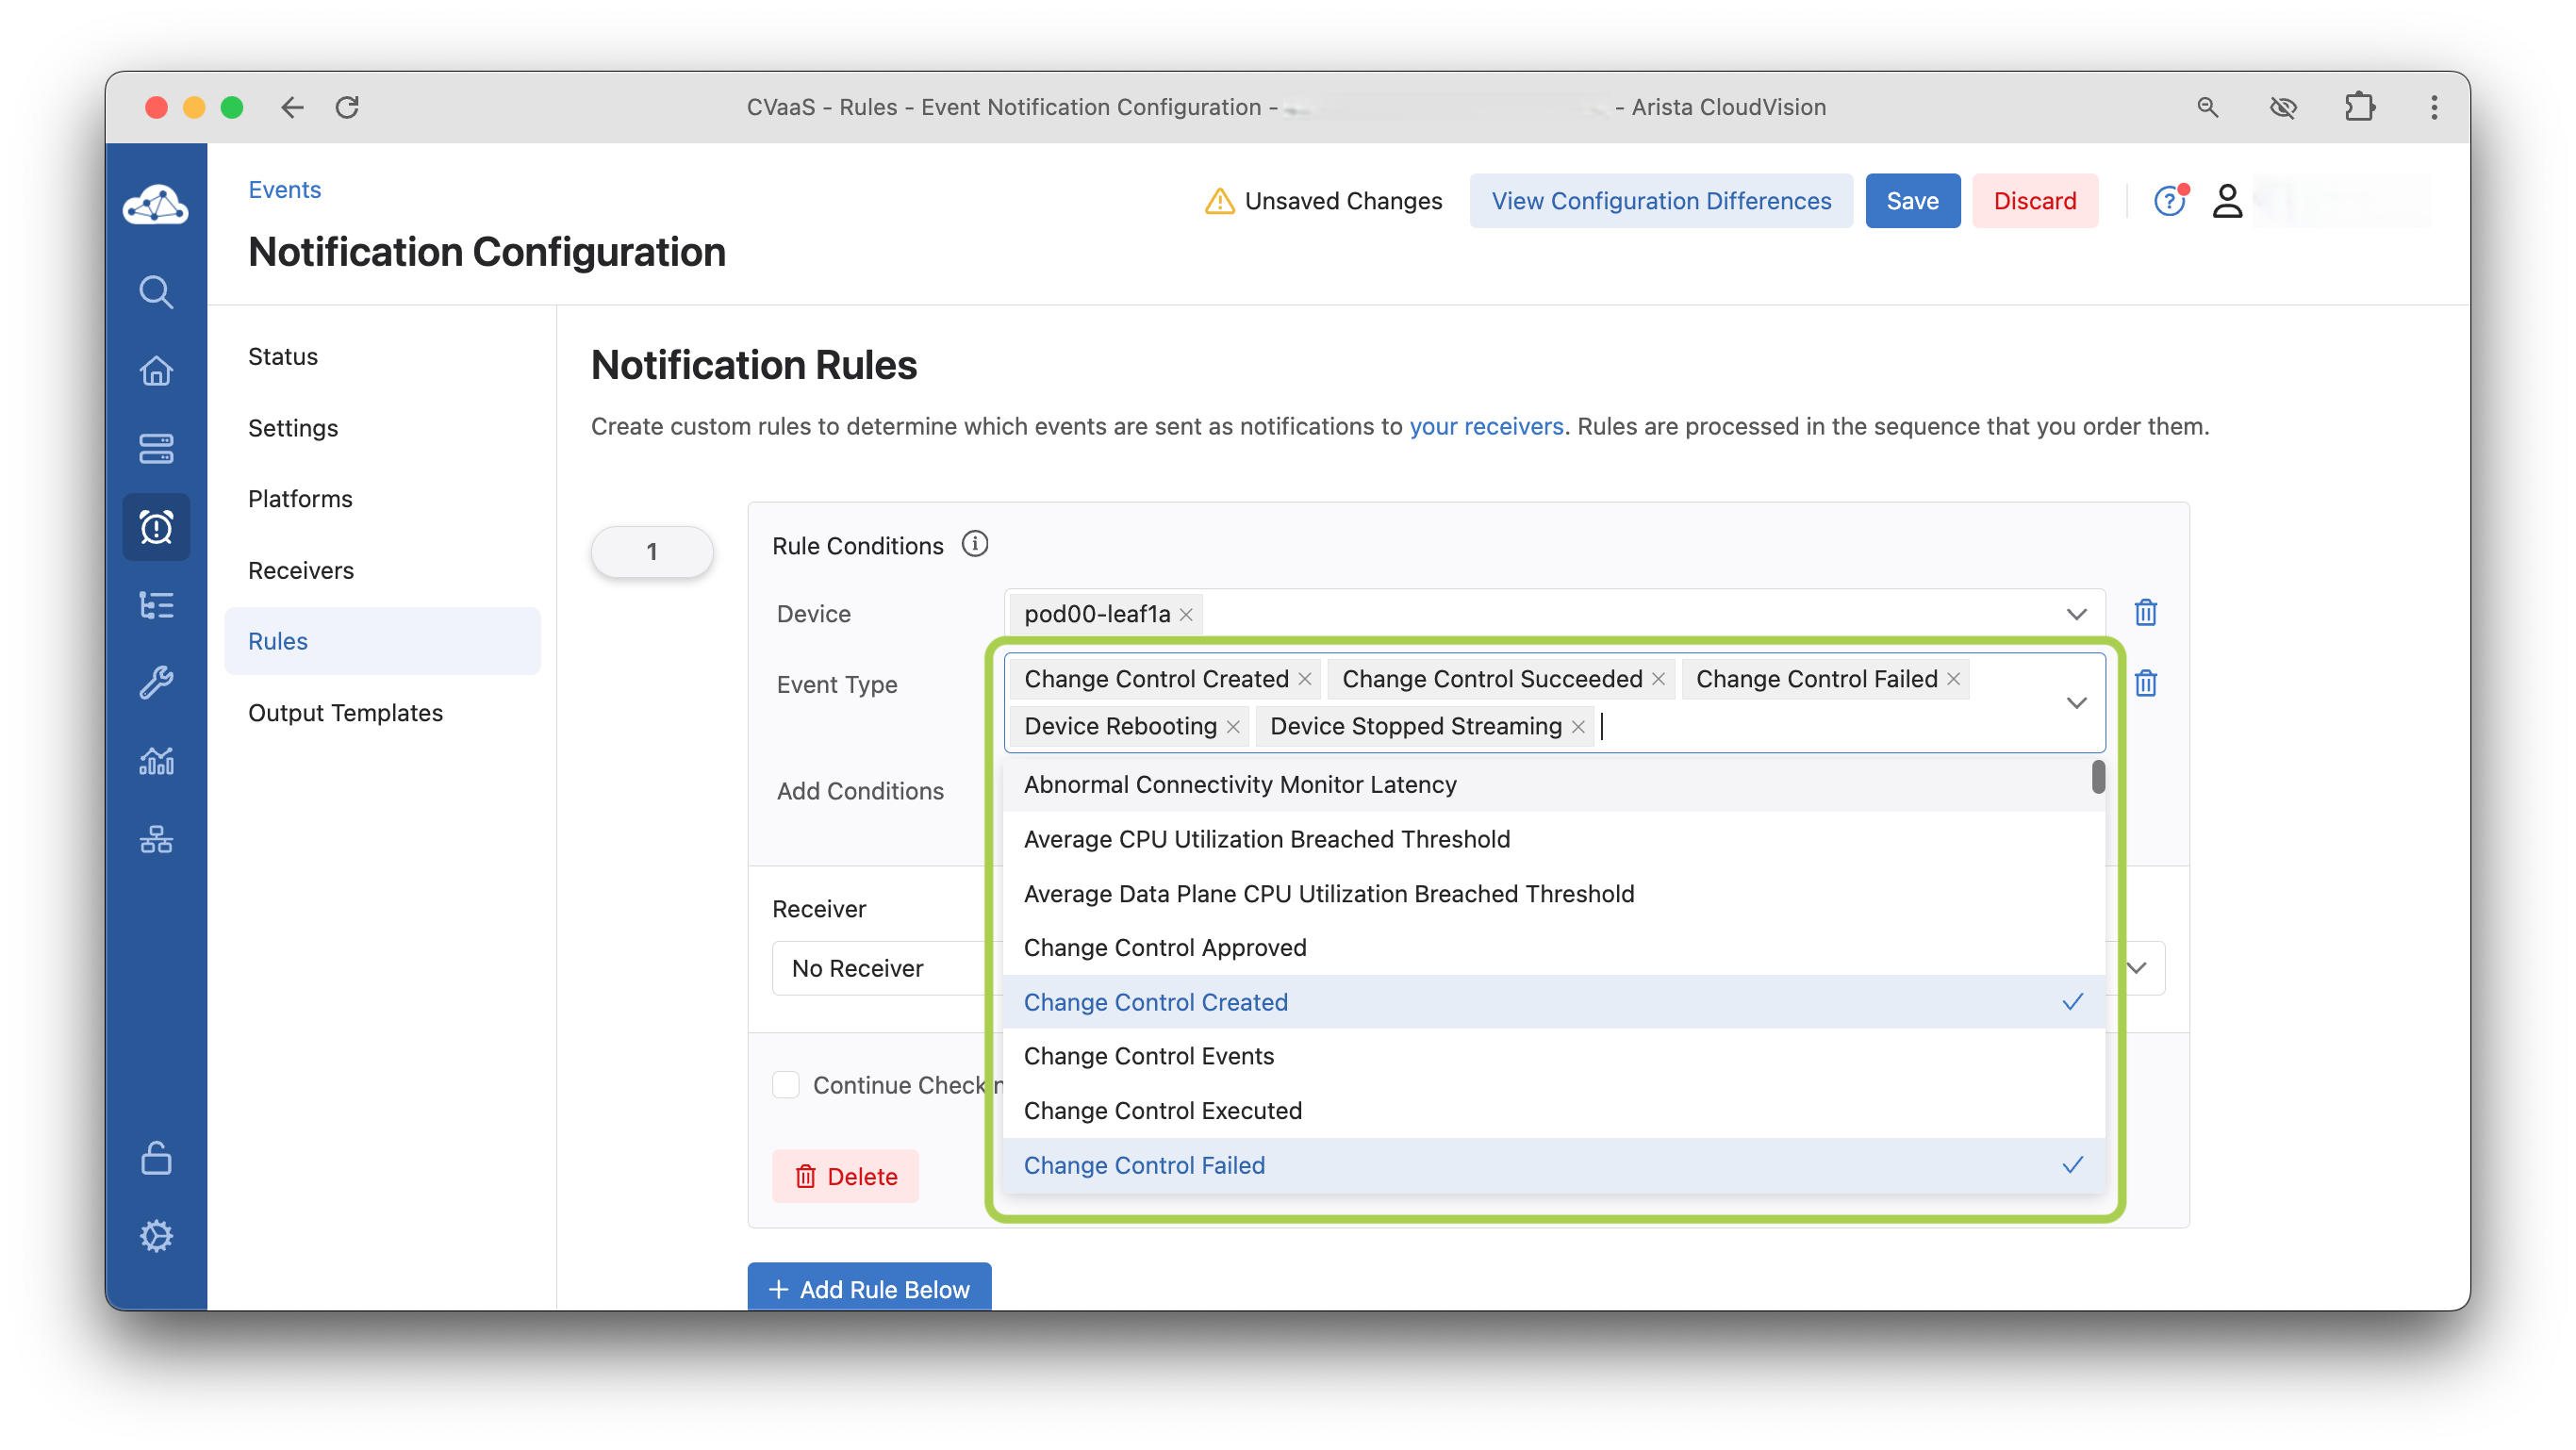 CVaaS - Rules - Event Notification Configuration - - Arista CloudVision
Events
Notification Configuration
Unsaved Changes
View Configuration Differences
Save
Discard
Status
Settings
Platforms
Receivers
Rules
Output Templates
Notification Rules
Create custom rules to determine which events are sent as notifications to your receivers. Rules are processed in the sequence that you order them.
1
Rule Conditions
Device
pod00-leaf1a
Event Type
Change Control Created
Change Control Succeeded
Change Control Failed
Device Rebooting
Device Stopped Streaming
Add Conditions
Abnormal Connectivity Monitor Latency
Average CPU Utilization Breached Threshold
Average Data Plane CPU Utilization Breached Threshold
Change Control Approved
Change Control Created
Change Control Events
Change Control Executed
Change Control Failed
Receiver
No Receiver
Continue Checkin
Delete
+ Add Rule Below